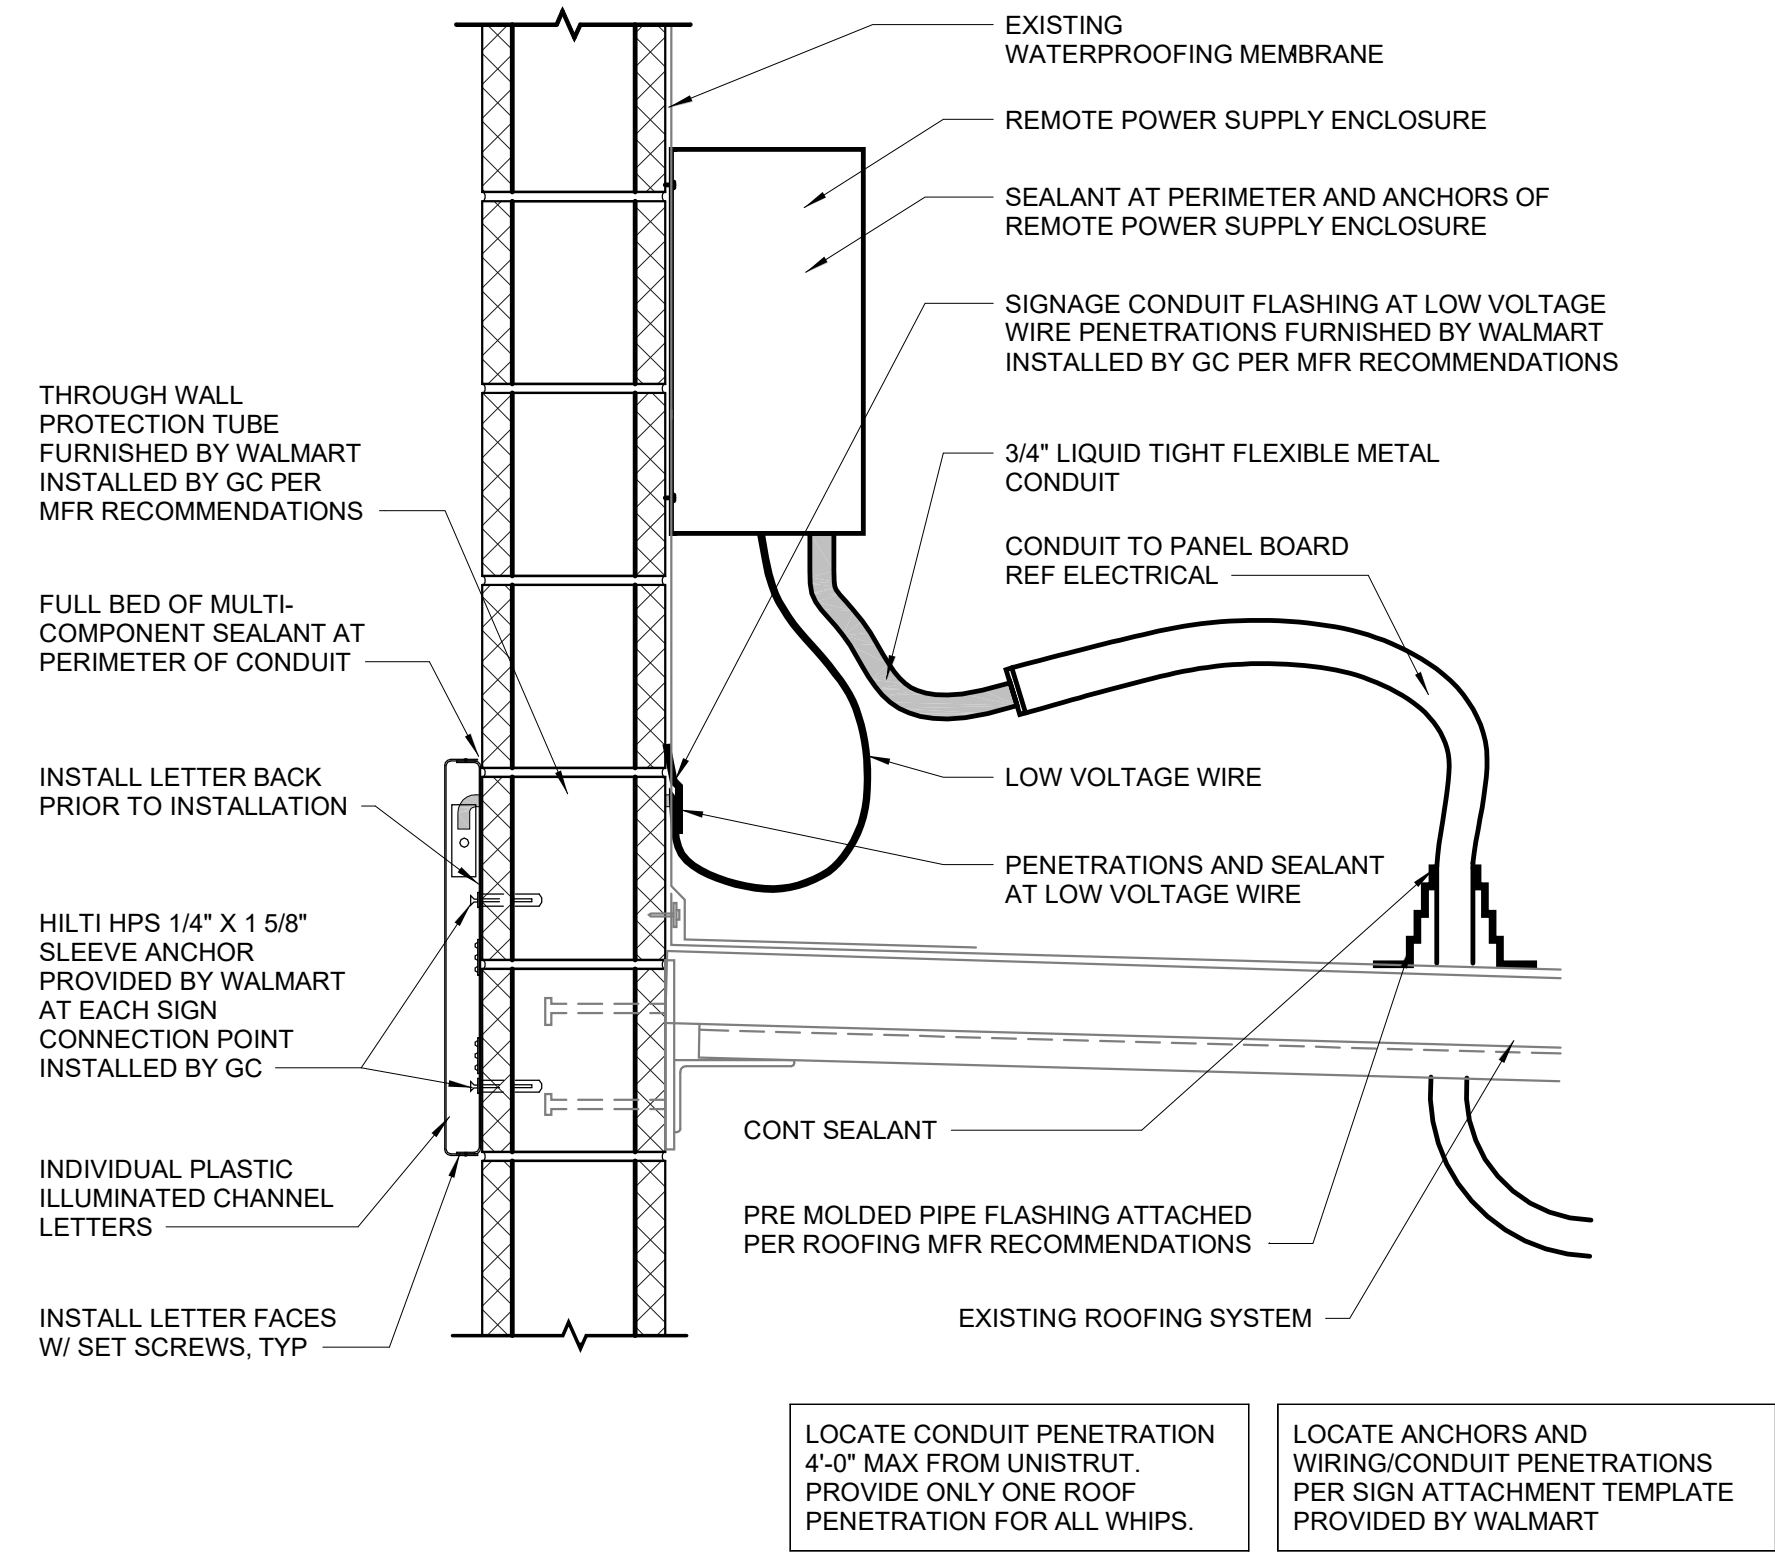 EXISTING
WATERPROOFING MEMBRANE
REMOTE POWER SUPPLY ENCLOSURE
SEALANT AT PERIMETER AND ANCHORS OF
REMOTE POWER SUPPLY ENCLOSURE
SIGNAGE CONDUIT FLASHING AT LOW VOLTAGE
WIRE PENETRATIONS FURNISHED BY WALMART
INSTALLED BY GC PER MFR RECOMMENDATIONS
3/4" LIQUID TIGHT FLEXIBLE METAL
CONDUIT
CONDUIT TO PANEL BOARD
REF ELECTRICAL
LOW VOLTAGE WIRE
PENETRATIONS AND SEALANT
AT LOW VOLTAGE WIRE
THROUGH WALL
PROTECTION TUBE
FURNISHED BY WALMART
INSTALLED BY GC PER
MFR RECOMMENDATIONS
FULL BED OF MULTI-
COMPONENT SEALANT AT
PERIMETER OF CONDUIT
INSTALL LETTER BACK
PRIOR TO INSTALLATION
HILTI HPS 1/4" X 1 5/8"
SLEEVE ANCHOR
PROVIDED BY WALMART
AT EACH SIGN
CONNECTION POINT
INSTALLED BY GC
INDIVIDUAL PLASTIC
ILLUMINATED CHANNEL
LETTERS
INSTALL LETTER FACES
W/ SET SCREWS, TYP
CONT SEALANT
PRE MOLDED PIPE FLASHING ATTACHED
PER ROOFING MFR RECOMMENDATIONS
EXISTING ROOFING SYSTEM
LOCATE CONDUIT PENETRATION
4'-0" MAX FROM UNISTRUT.
PROVIDE ONLY ONE ROOF
PENETRATION FOR ALL WHIPS.
LOCATE ANCHORS AND
WIRING/CONDUIT PENETRATIONS
PER SIGN ATTACHMENT TEMPLATE
PROVIDED BY WALMART